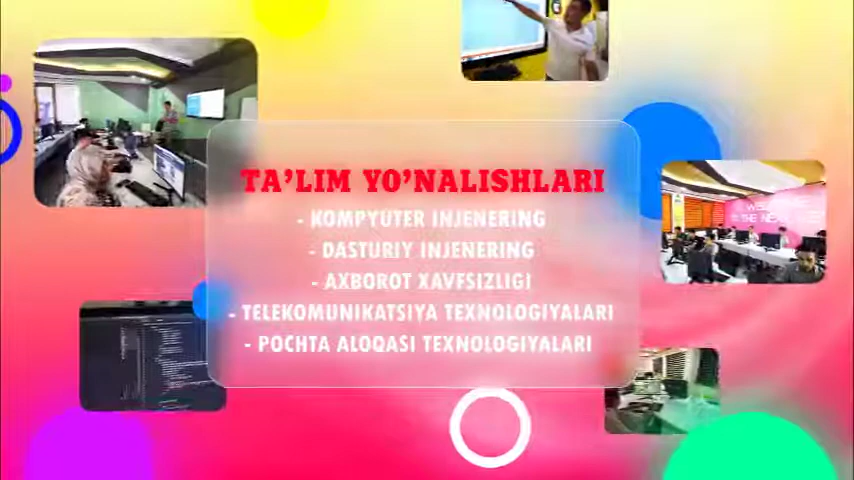 TA'LIM YO'NALISHLARI
- KOMPYUTER INJENERING
- DASTURIY INJENERING
- AXBOROT XAVFSIZLIGI
- TELEKOMUNIKATSIYA TEXNOLOGIYALARI
- POCHTA ALOQASI TEXNOLOGIYALARI